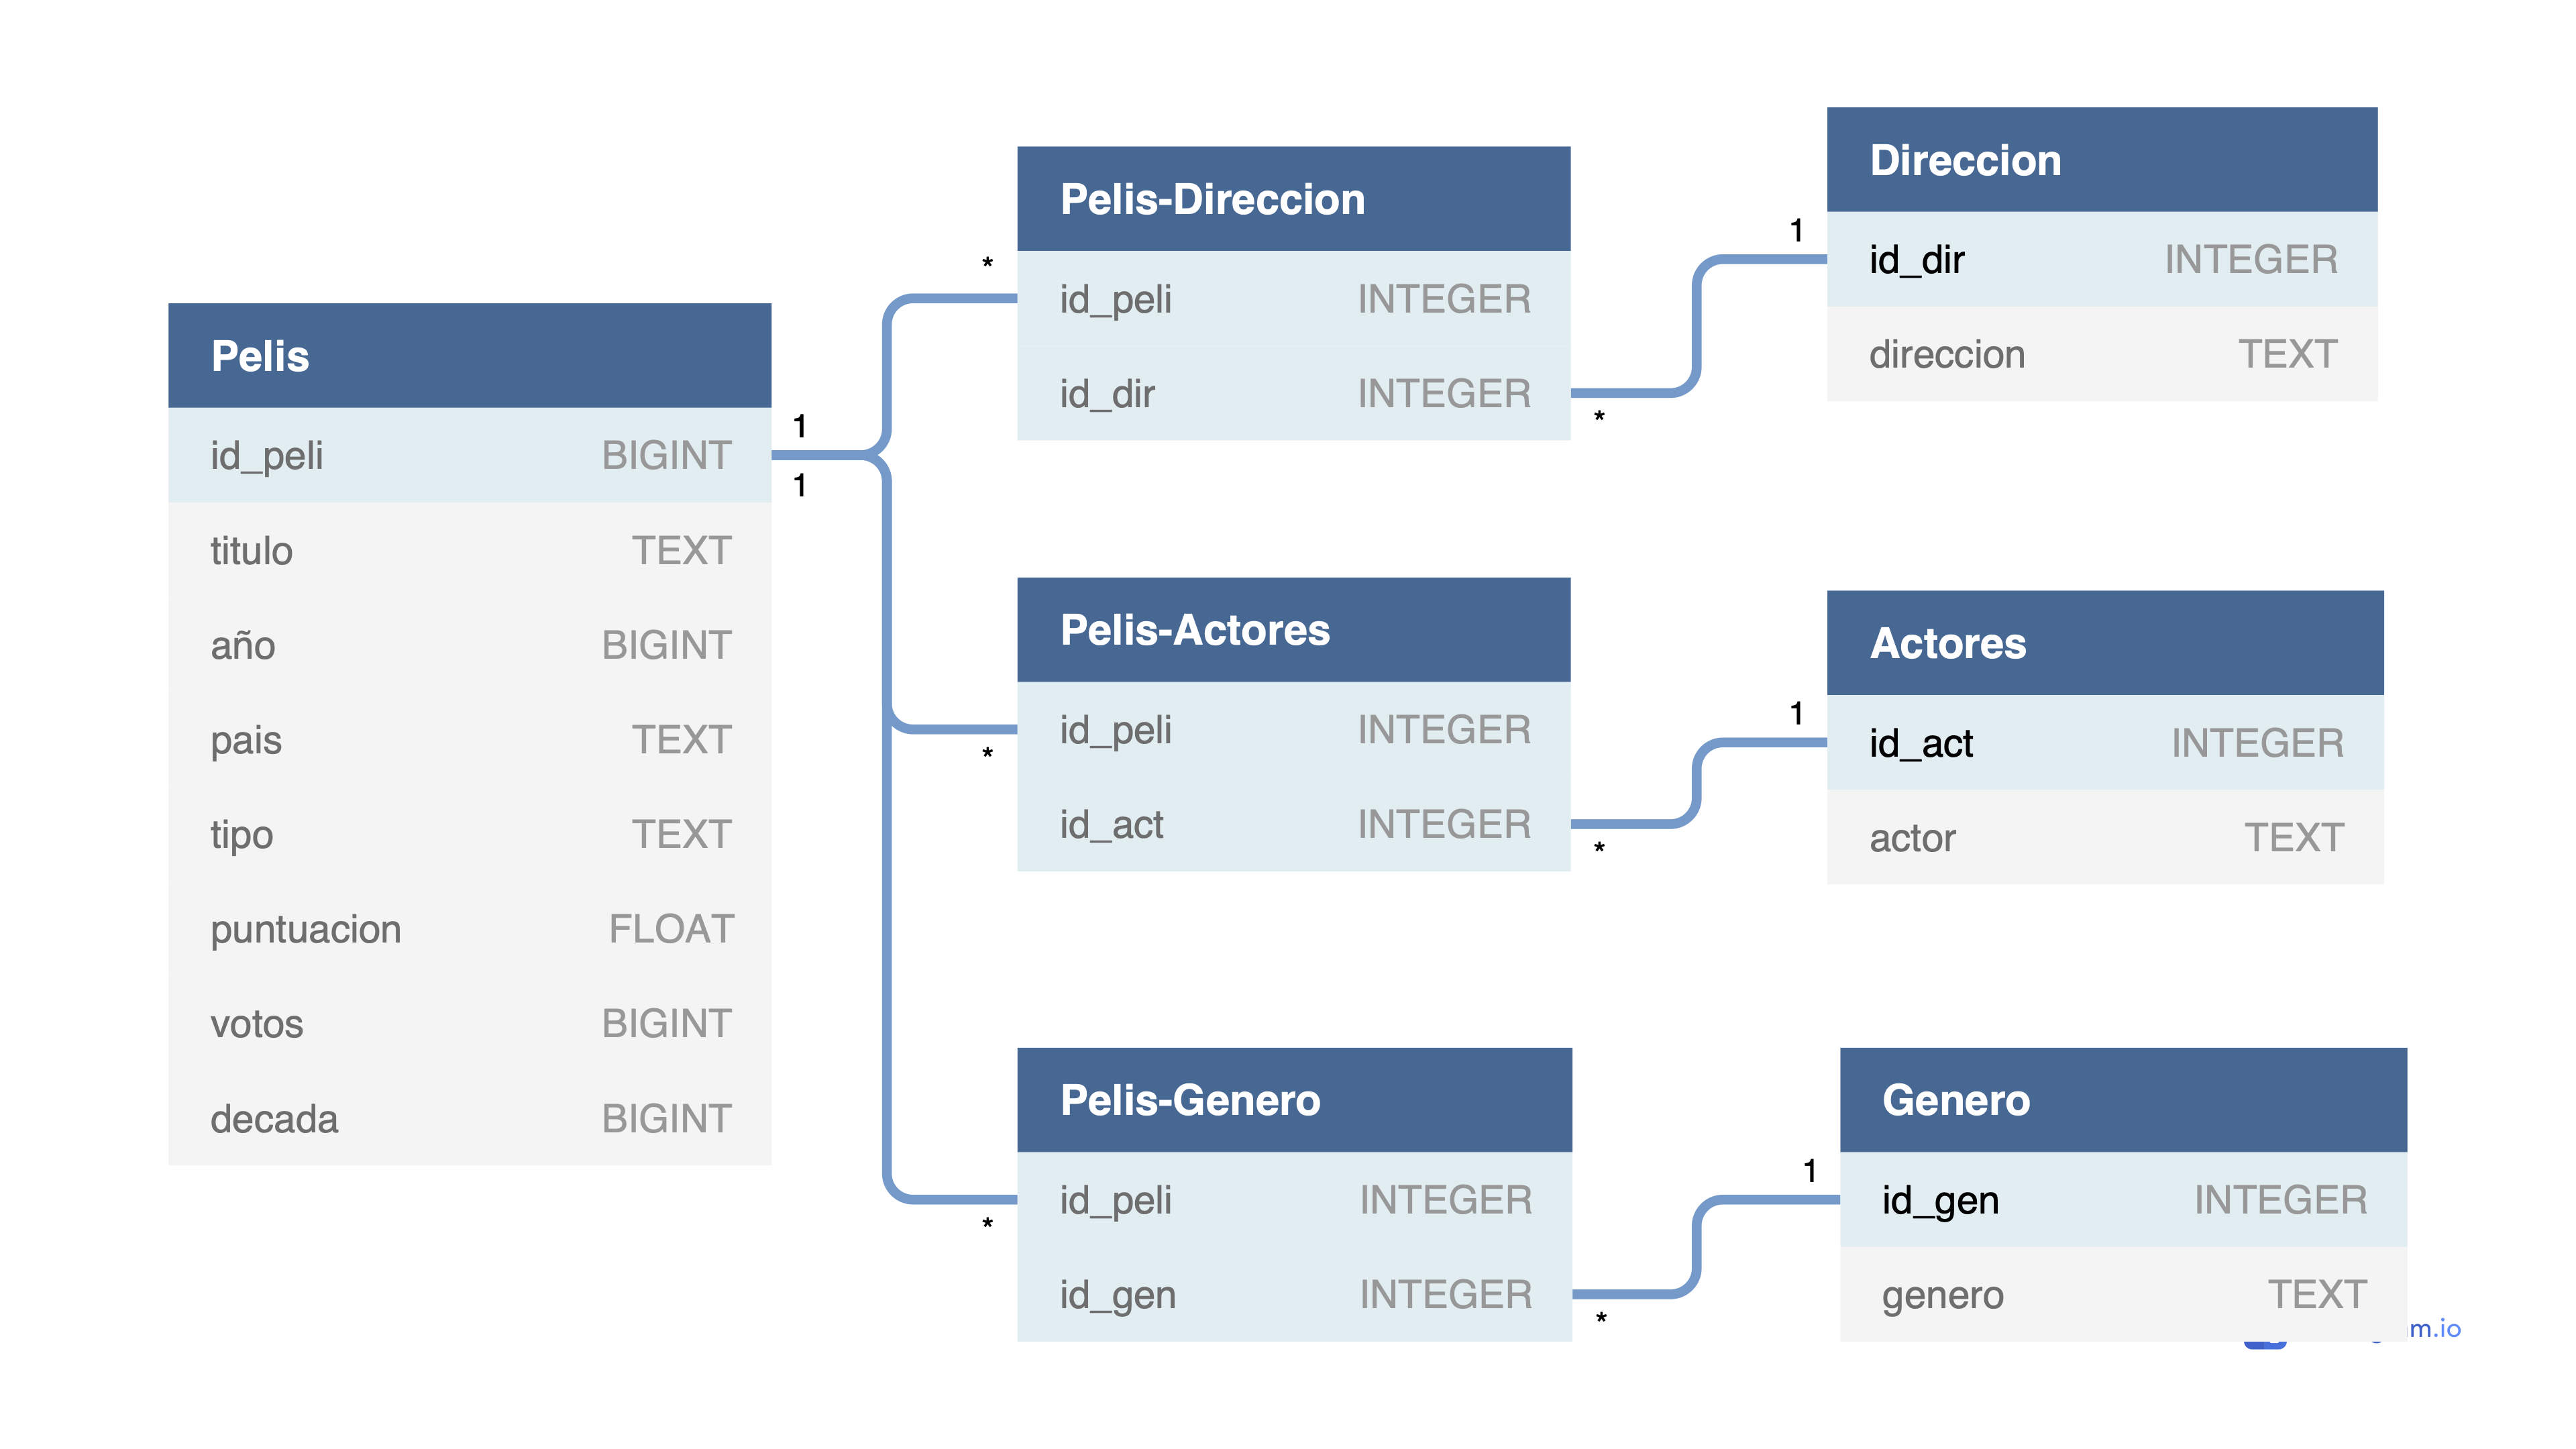 Pelis
id_peli BIGINT
titulo TEXT
año BIGINT
pais TEXT
tipo TEXT
puntuacion FLOAT
votos BIGINT
decada BIGINT
1
1
*
Pelis-Direccion
id_peli INTEGER
id_dir INTEGER
*
1
Direccion
id_dir INTEGER
direccion TEXT
*
Pelis-Actores
id_peli INTEGER
id_act INTEGER
*
1
Actores
id_act INTEGER
actor TEXT
*
Pelis-Genero
id_peli INTEGER
id_gen INTEGER
*
1
Genero
id_gen INTEGER
genero TEXT